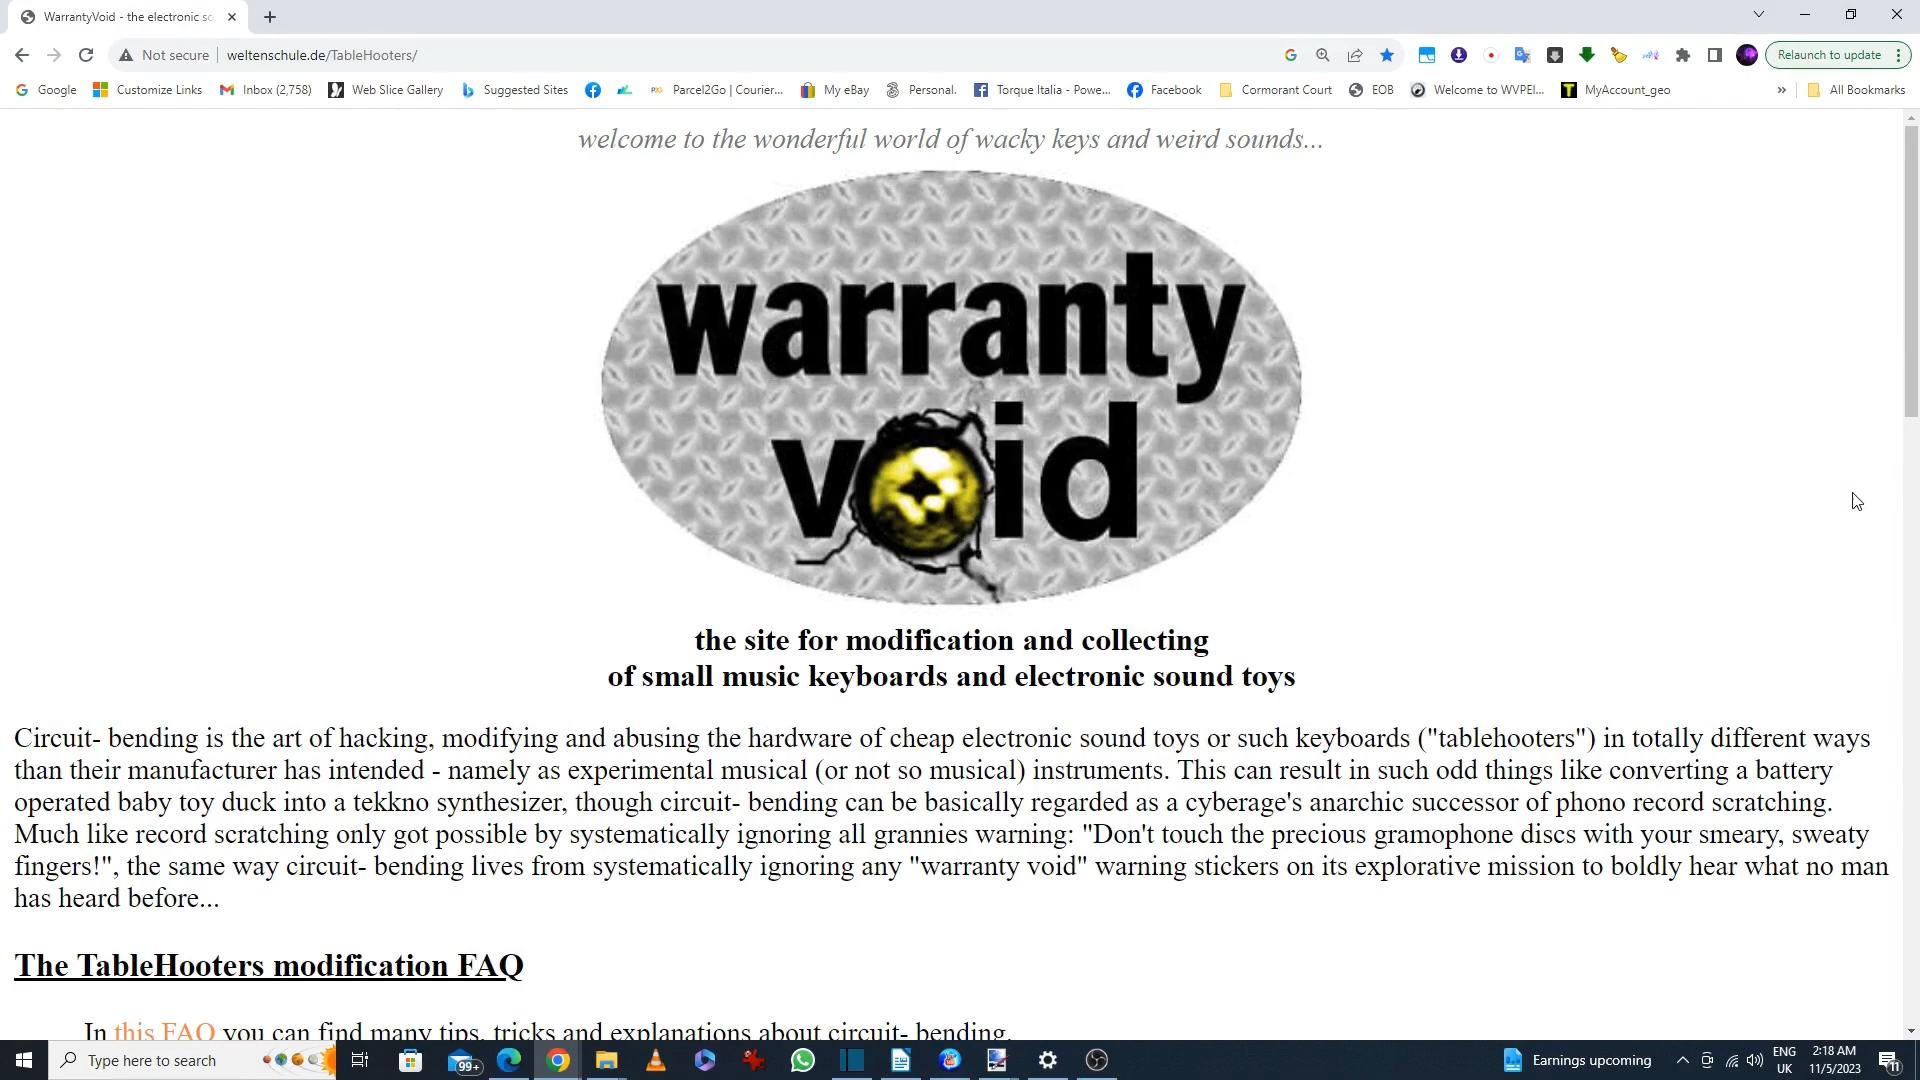 WarrantyVoid - the electronic so
Not secure
weltenschule.de/TableHooters/
Relaunch to update
Google
Customize Links
Inbox (2,758)
Web Slice Gallery
Suggested Sites
Parcel2Go | Courier...
My eBay
Personal.
Torque Italia - Powe...
Facebook
Cormorant Court
EOB
Welcome to WVPEI...
MyAccount_geo
»
All Bookmarks
welcome to the wonderful world of wacky keys and weird sounds...
warranty
void
the site for modification and collecting
of small music keyboards and electronic sound toys
Circuit- bending is the art of hacking, modifying and abusing the hardware of cheap electronic sound toys or such keyboards ("tablehooters") in totally different ways
than their manufacturer has intended - namely as experimental musical (or not so musical) instruments. This can result in such odd things like converting a battery
operated baby toy duck into a tekkno synthesizer, though circuit- bending can be basically regarded as a cyberage's anarchic successor of phono record scratching.
Much like record scratching only got possible by systematically ignoring all grannies warning: "Don't touch the precious gramophone discs with your smeary, sweaty
fingers!", the same way circuit- bending lives from systematically ignoring any "warranty void" warning stickers on its explorative mission to boldly hear what no man
has heard before...
The TableHooters modification FAQ
In this FAQ you can find many tips, tricks and explanations about circuit- bending.
Type here to search
99+
Earnings upcoming
ENG
UK
2:18 AM
11/5/2023
11